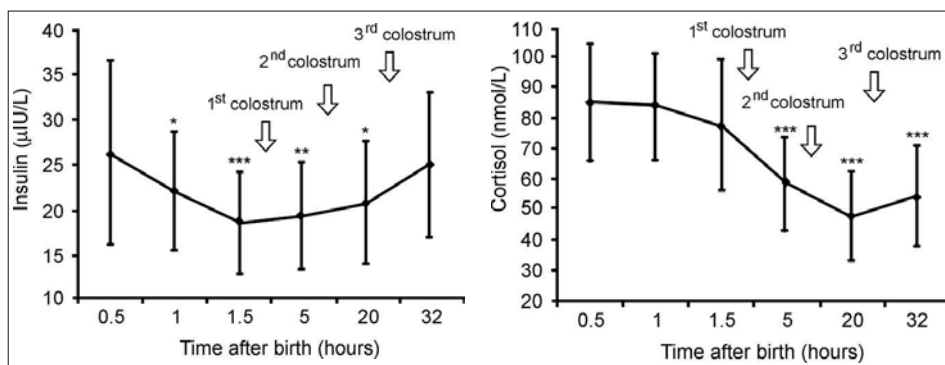 40
35
30
25
20
15
10
Insulin (µIU/L)
3rd colostrum
2nd colostrum
1st colostrum
*
***
**
*
0.5 1 1.5 5 20 32
Time after birth (hours)
110
100
90
80
70
60
50
40
30
20
Cortisol (nmol/L)
1st colostrum
3rd colostrum
2nd colostrum
***
***
***
0.5 1 1.5 5 20 32
Time after birth (hours)